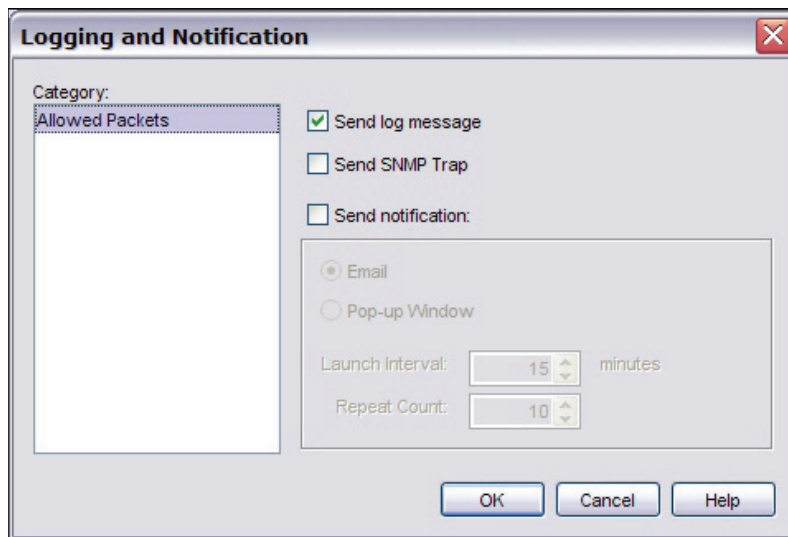 Logging and Notification
Category:
Allowed Packets
Send log message
Send SNMP Trap
Send notification:
Email
Pop-up Window
Launch Interval: 15 minutes
Repeat Count: 10
OK Cancel Help